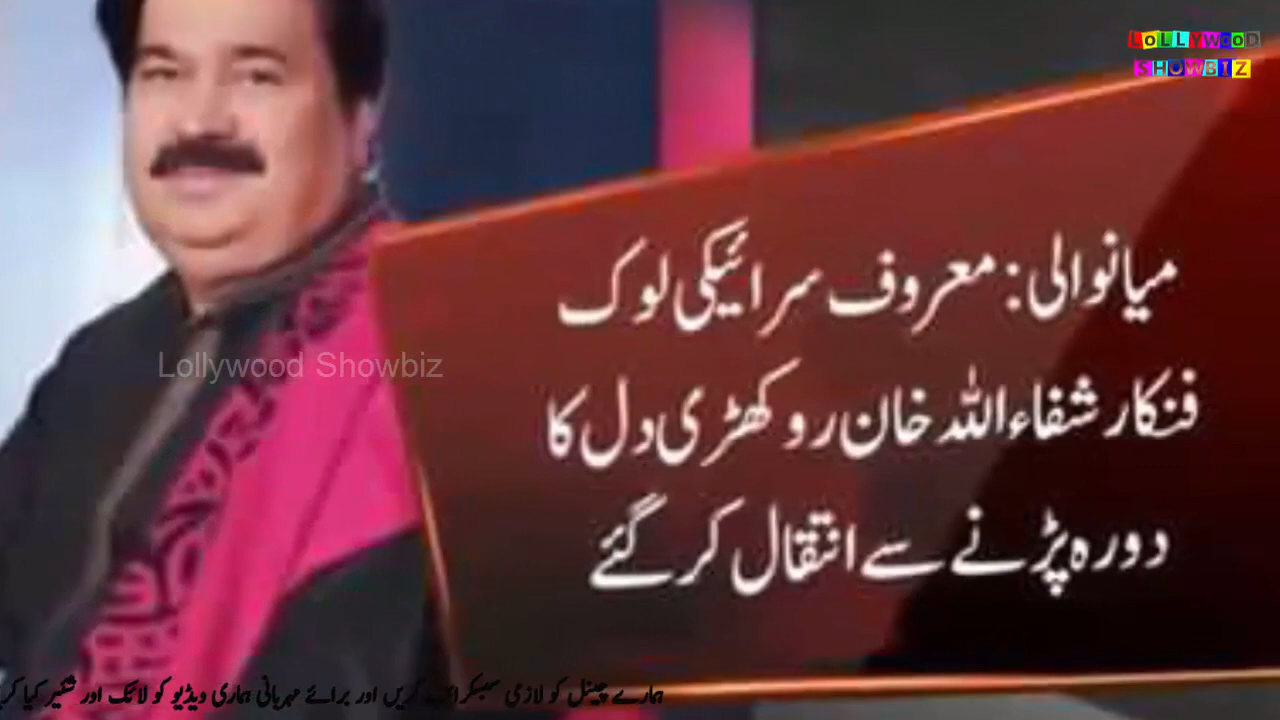 LOLLYWOOD
SHOWBIZ
میانوالی: معروف سرائیکی لوک
فنکار شفاء اللہ خان روکھڑی دل کا
دورہ پڑنے سے انتقال کر گئے
Lollywood Showbiz
ہمارے چینل کو لازمی سبسکرائب کریں اور برائے مہربانی ہماری ویڈیو کو لائک اور شئیر کیا کر